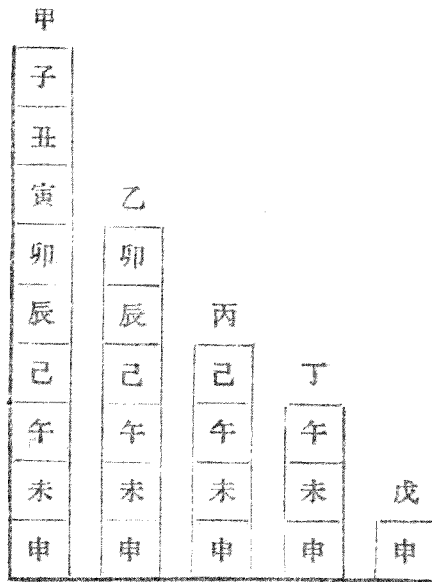 甲
子
丑
寅
卯
辰
己
午
未
申
乙
卯
辰
己
午
未
申
丙
己
午
未
申
丁
午
未
申
戊
申